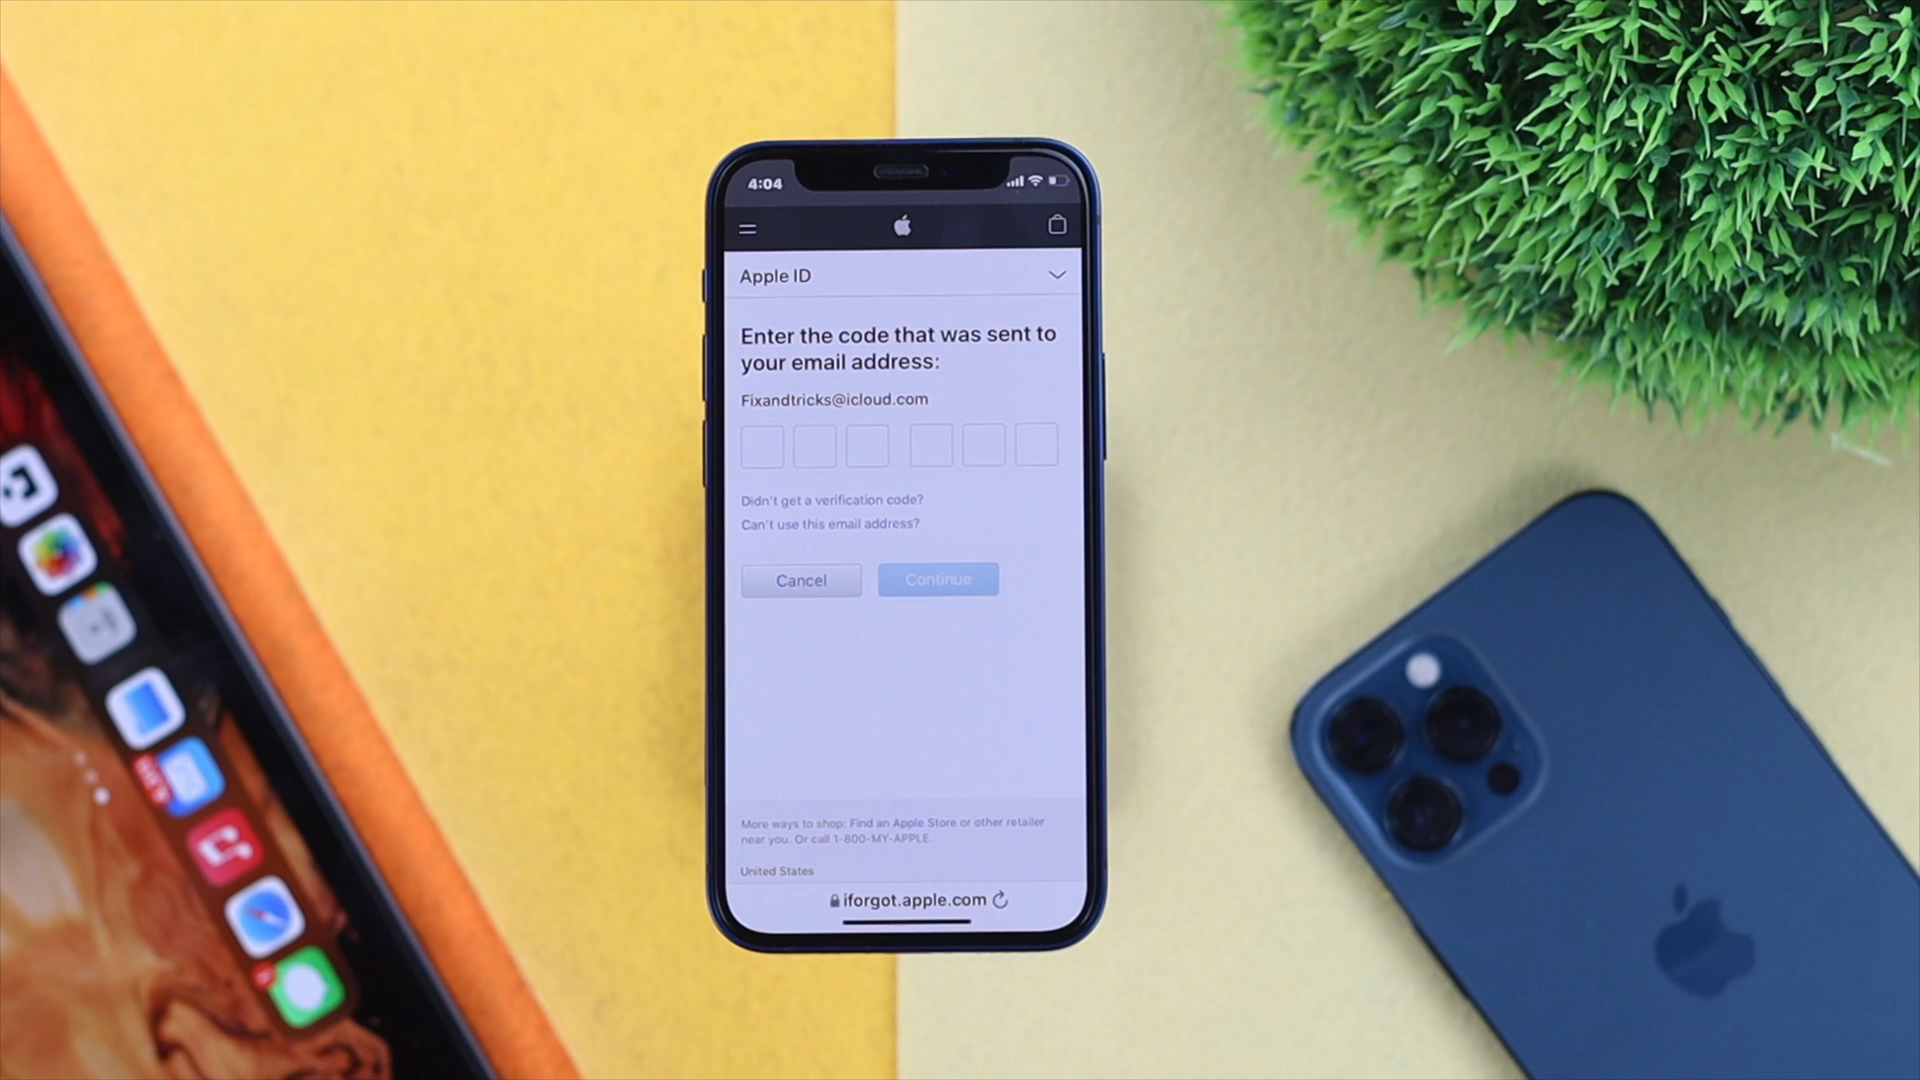 4:04
Apple ID
Enter the code that was sent to
your email address:
Fixandtricks@icloud.com
Didn't get a verification code?
Can't use this email address?
Cancel
Continue
More ways to shop: Find an Apple Store or other retailer
near you. Or call 1-800-MY-APPLE.
United States
iforgot.apple.com